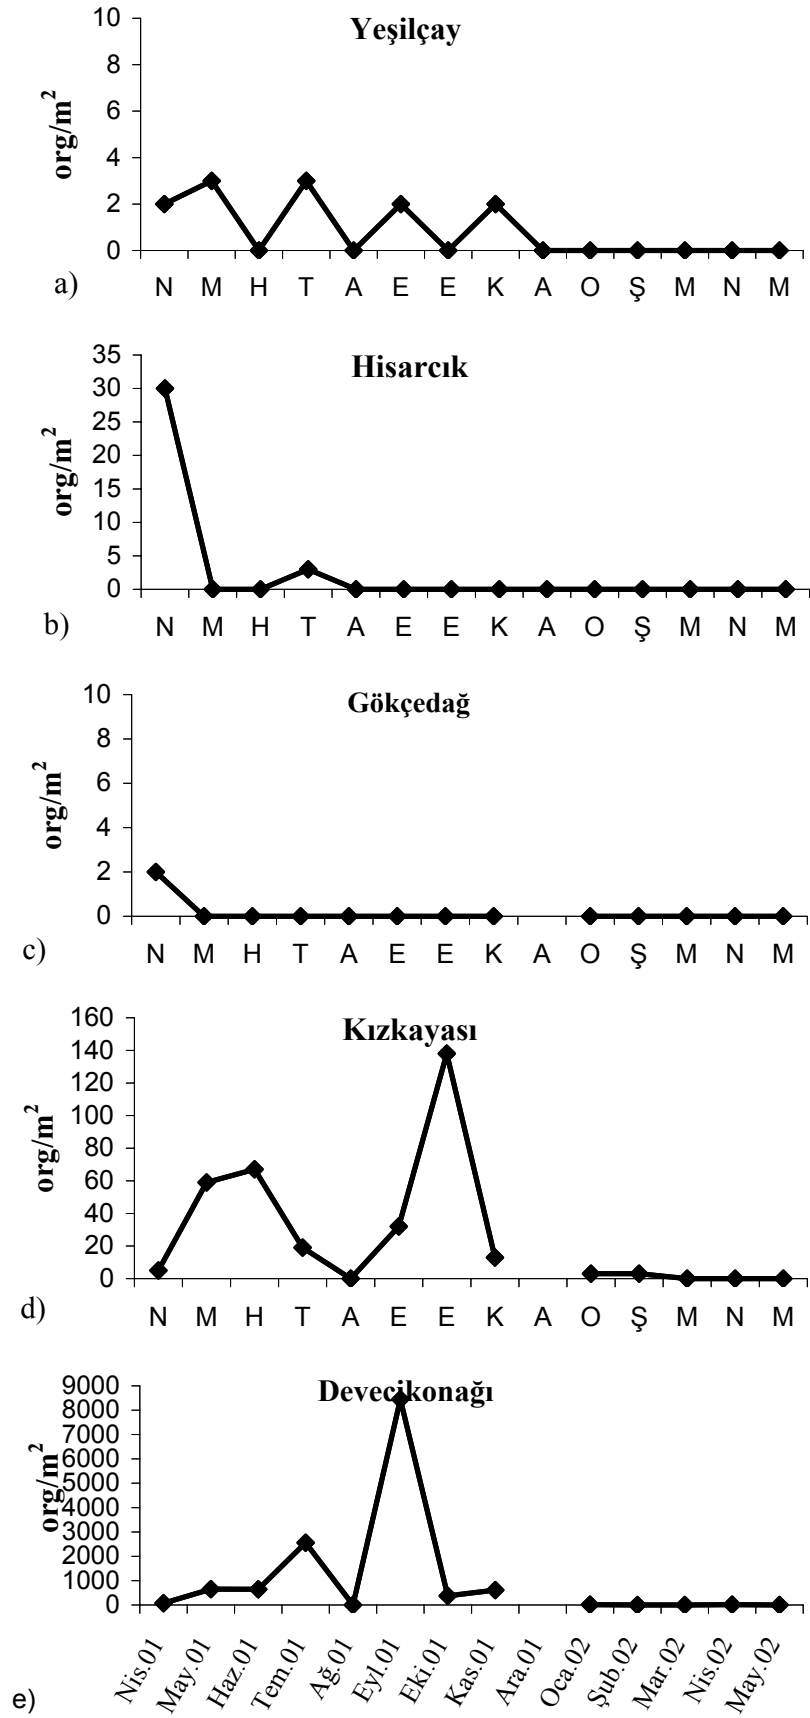 Yeşilçay
org/m²
10
8
6
4
2
0
a)
N M H T A E E K A O Ş M N M
Hisarcık
org/m²
35
30
25
20
15
10
5
0
b)
N M H T A E E K A O Ş M N M
Gökçedağ
org/m²
10
8
6
4
2
0
c)
N M H T A E E K A O Ş M N M
Kızkayası
org/m²
160
140
120
100
80
60
40
20
0
d)
N M H T A E E K A O Ş M N M
Devecikonağı
org/m²
9000
8000
7000
6000
5000
4000
3000
2000
1000
0
e)
Nis.01 May.01 Haz.01 Tem.01 Ağ.01 Eyl.01 Eki.01 Kas.01 Ara.01 Oca.02 Şub.02 Mar.02 Nis.02 May.02